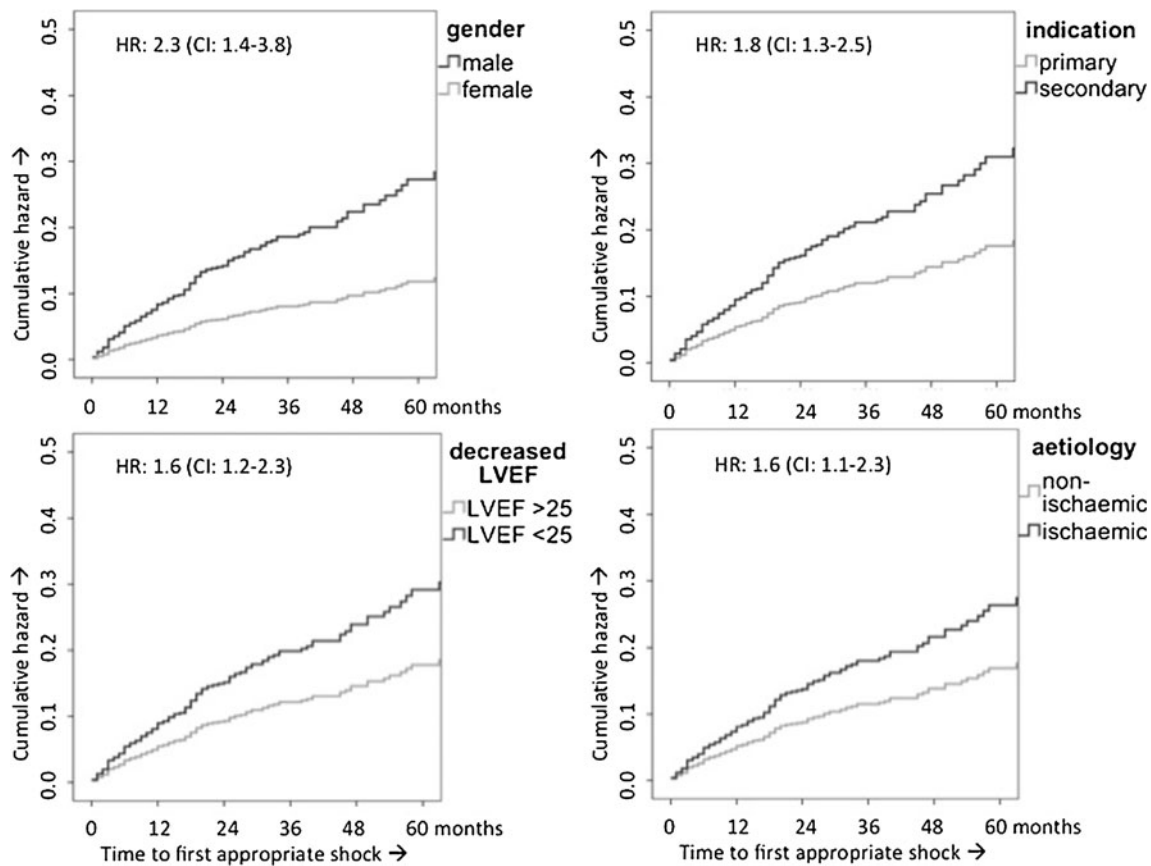 HR: 2.3 (CI: 1.4-3.8)
gender
male
female
Cumulative hazard →
0.5
0.4
0.3
0.2
0.1
0.0
0 12 24 36 48 60 months
HR: 1.8 (CI: 1.3-2.5)
indication
primary
secondary
Cumulative hazard →
0.5
0.4
0.3
0.2
0.1
0.0
0 12 24 36 48 60 months
HR: 1.6 (CI: 1.2-2.3)
decreased
LVEF
LVEF >25
LVEF <25
Cumulative hazard →
0.5
0.4
0.3
0.2
0.1
0.0
0 12 24 36 48 60 months
Time to first appropriate shock →
HR: 1.6 (CI: 1.1-2.3)
aetiology
non-
ischaemic
ischaemic
Cumulative hazard →
0.5
0.4
0.3
0.2
0.1
0.0
0 12 24 36 48 60 months
Time to first appropriate shock →